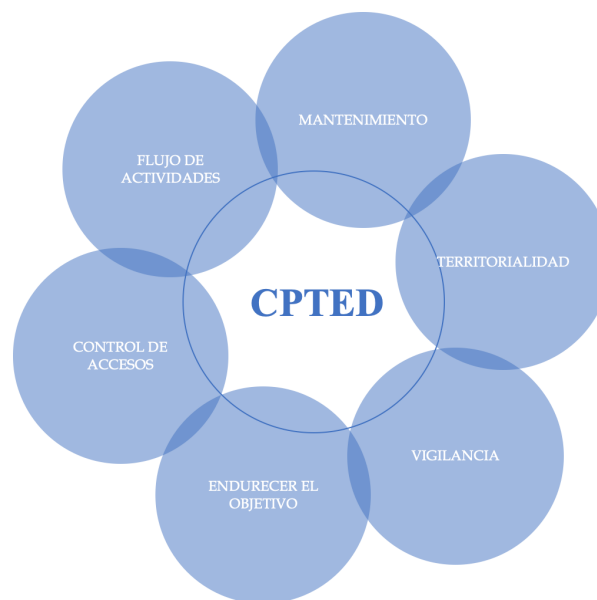 MANTENIMIENTO
FLUJO DE
ACTIVIDADES
TERRITORIALIDAD
CPTED
CONTROL DE
ACCESOS
VIGILANCIA
ENDURECER EL
OBJETIVO